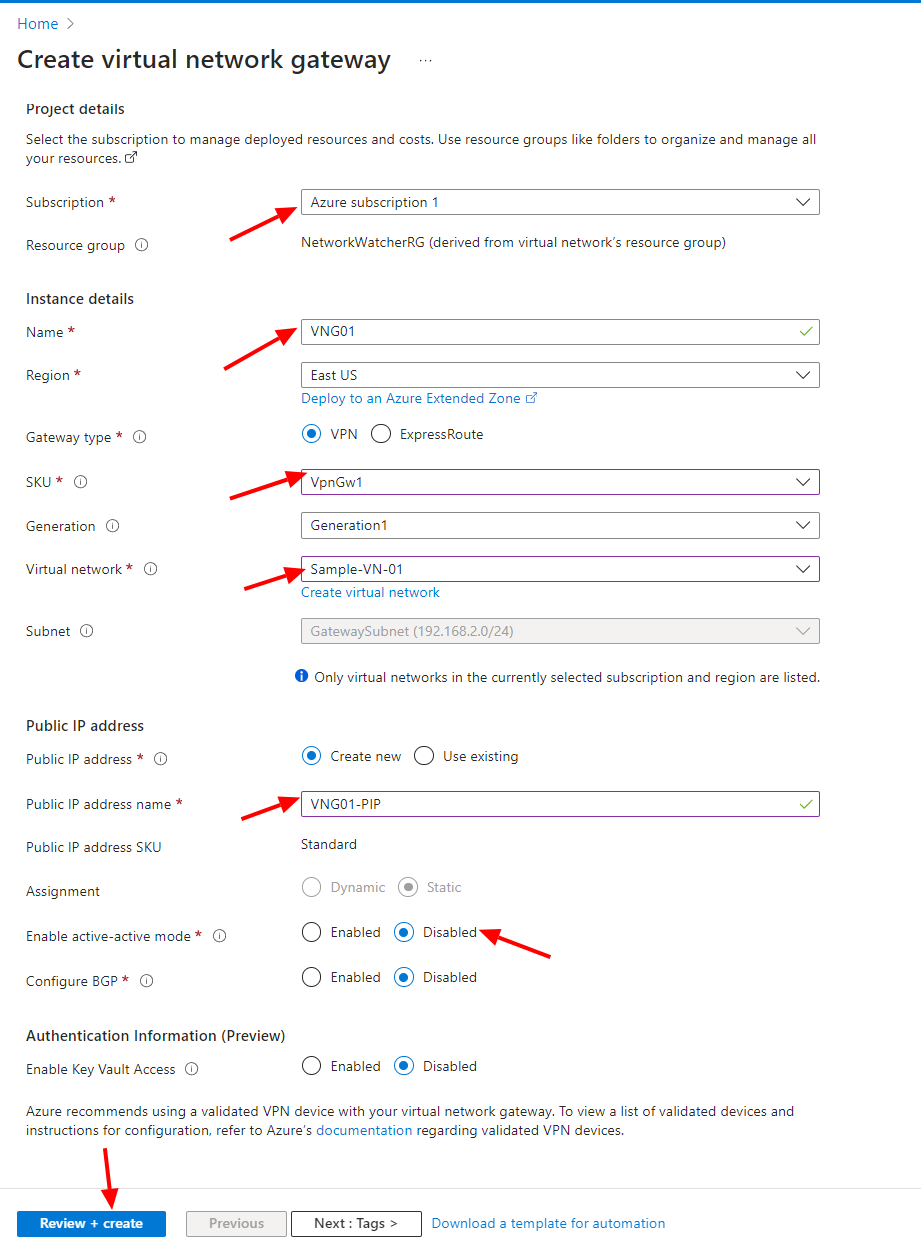 Home
Create virtual network gateway ...
Project details
Select the subscription to manage deployed resources and costs. Use resource groups like folders to organize and manage all
your resources.
Subscription *
Azure subscription 1
Resource group
NetworkWatcherRG (derived from virtual network's resource group)
Instance details
Name *
VNG01
Region *
East US
Deploy to an Azure Extended Zone
Gateway type *
VPN ExpressRoute
SKU *
VpnGw1
Generation
Generation1
Virtual network *
Sample-VN-01
Create virtual network
Subnet
GatewaySubnet (192.168.2.0/24)
Only virtual networks in the currently selected subscription and region are listed.
Public IP address
Public IP address *
Create new Use existing
Public IP address name *
VNG01-PIP
Public IP address SKU
Standard
Assignment
Dynamic Static
Enable active-active mode *
Enabled Disabled
Configure BGP *
Enabled Disabled
Authentication Information (Preview)
Enable Key Vault Access
Enabled Disabled
Azure recommends using a validated VPN device with your virtual network gateway. To view a list of validated devices and
instructions for configuration, refer to Azure's documentation regarding validated VPN devices.
Review + create Previous Next : Tags > Download a template for automation